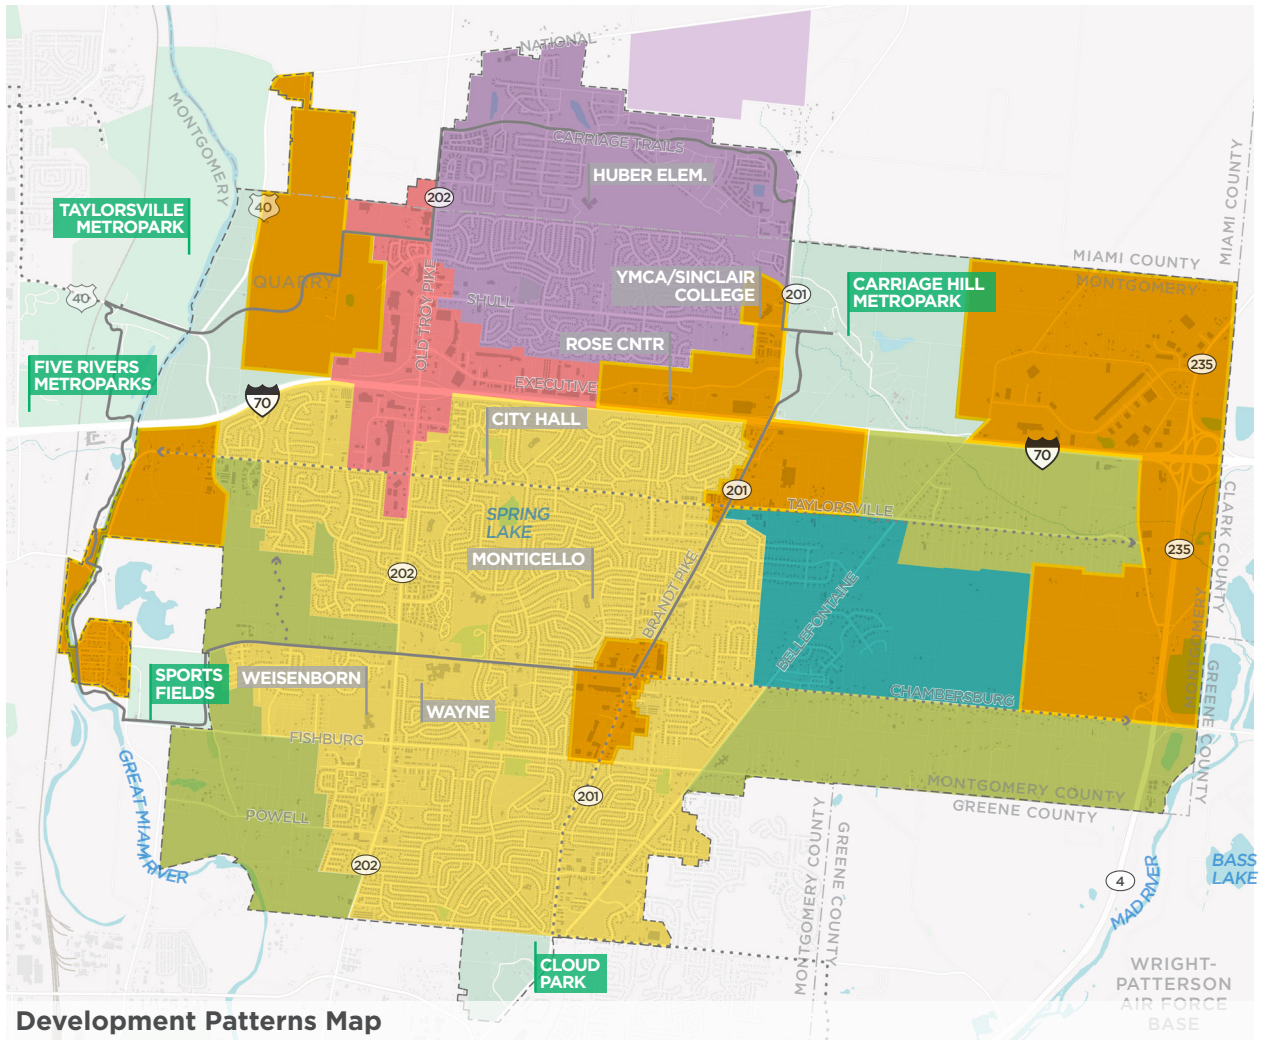 NATIONAL
MONTGOMERY
CARRIAGE TRAILS
HUBER ELEM.
MIAMI COUNTY
202
TAYLORSVILLE
METROPARK
40
MIAMI COUNTY
MONTGOMERY
QUARRY
YMCA/SINCLAIR
COLLEGE
201
CARRIAGE HILL
METROPARK
40
SHULL
OLD TROY PIKE
ROSE CNTR
235
FIVE RIVERS
METROPARKS
EXECUTIVE
70
CITY HALL
70
201
TAYLORSVILLE
SPRING
LAKE
CLARK COUNTY
MONTICELLO
235
202
BRANDT PIKE
BELLEFONTAINE
MONTGOMERY
SPORTS
FIELDS
WEISENBORN
WAYNE
CHAMBERSBURG
GREENE COUNTY
FISHBURG
GREAT MIAMI RIVER
201
MONTGOMERY COUNTY
GREENE COUNTY
POWELL
202
MONTGOMERY COUNTY
GREENE COUNTY
4
MAD RIVER
BASS
LAKE
CLOUD
PARK
WRIGHT-
PATTERSON
AIR FORCE
BASE
Development Patterns Map